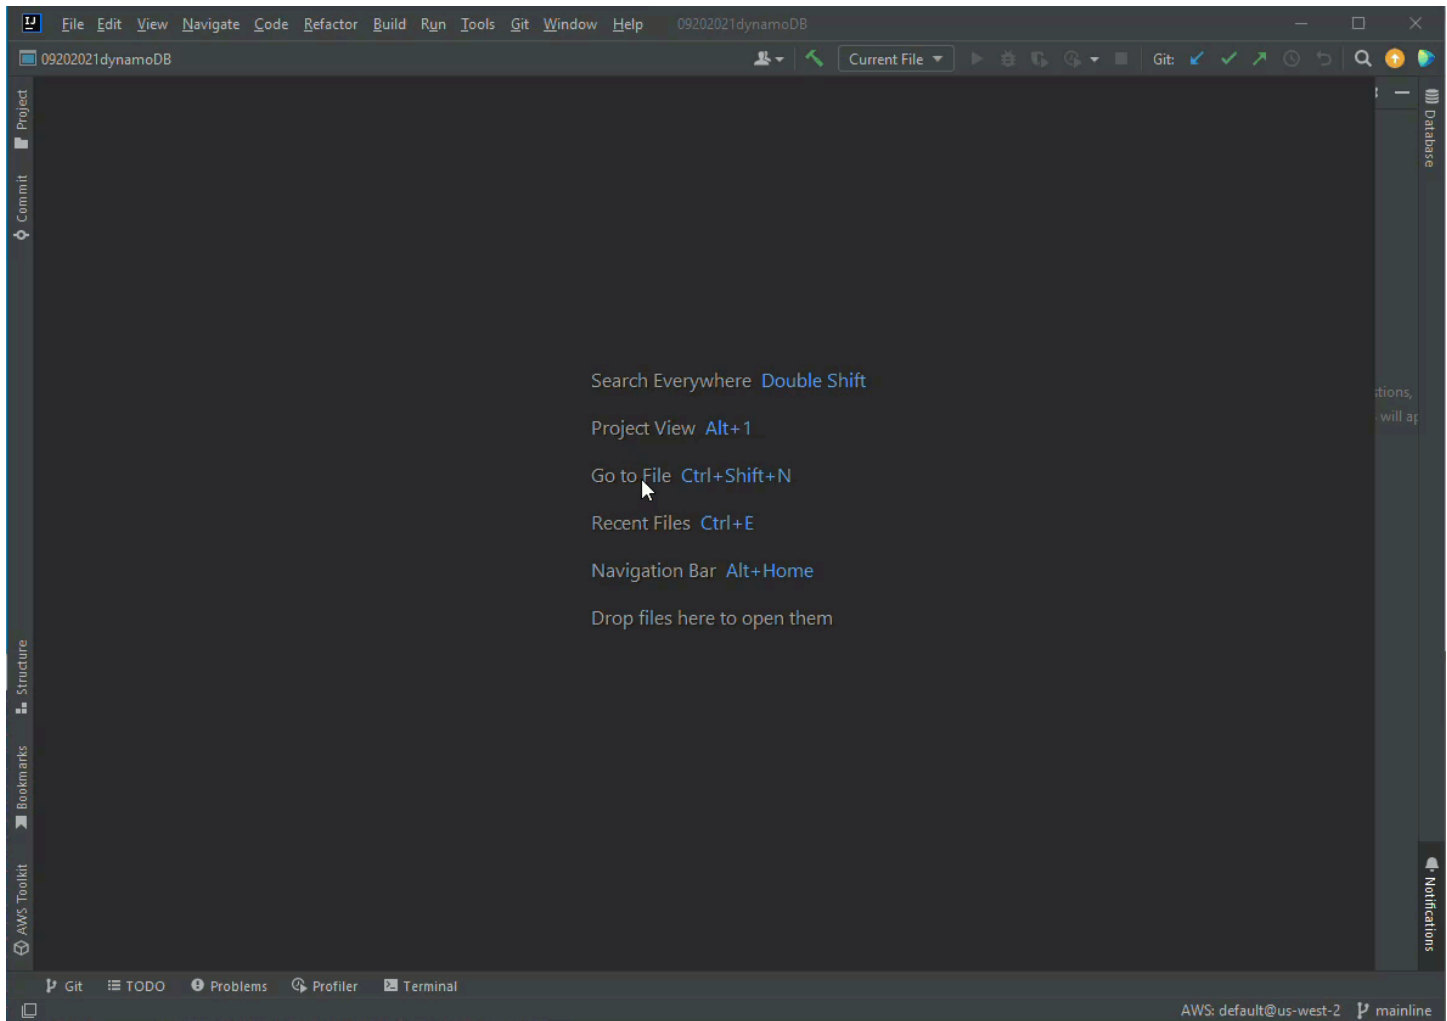 IJ File Edit View Navigate Code Refactor Build Run Tools Git Window Help 09202021dynamoDB
09202021dynamoDB Current File Git:
Project
Commit
Structure
Bookmarks
AWS Toolkit
Search Everywhere Double Shift
Project View Alt+1
Go to File Ctrl+Shift+N
Recent Files Ctrl+E
Navigation Bar Alt+Home
Drop files here to open them
stions,
will ap
Database
Notifications
Git TODO Problems Profiler Terminal
AWS: default@us-west-2 mainline